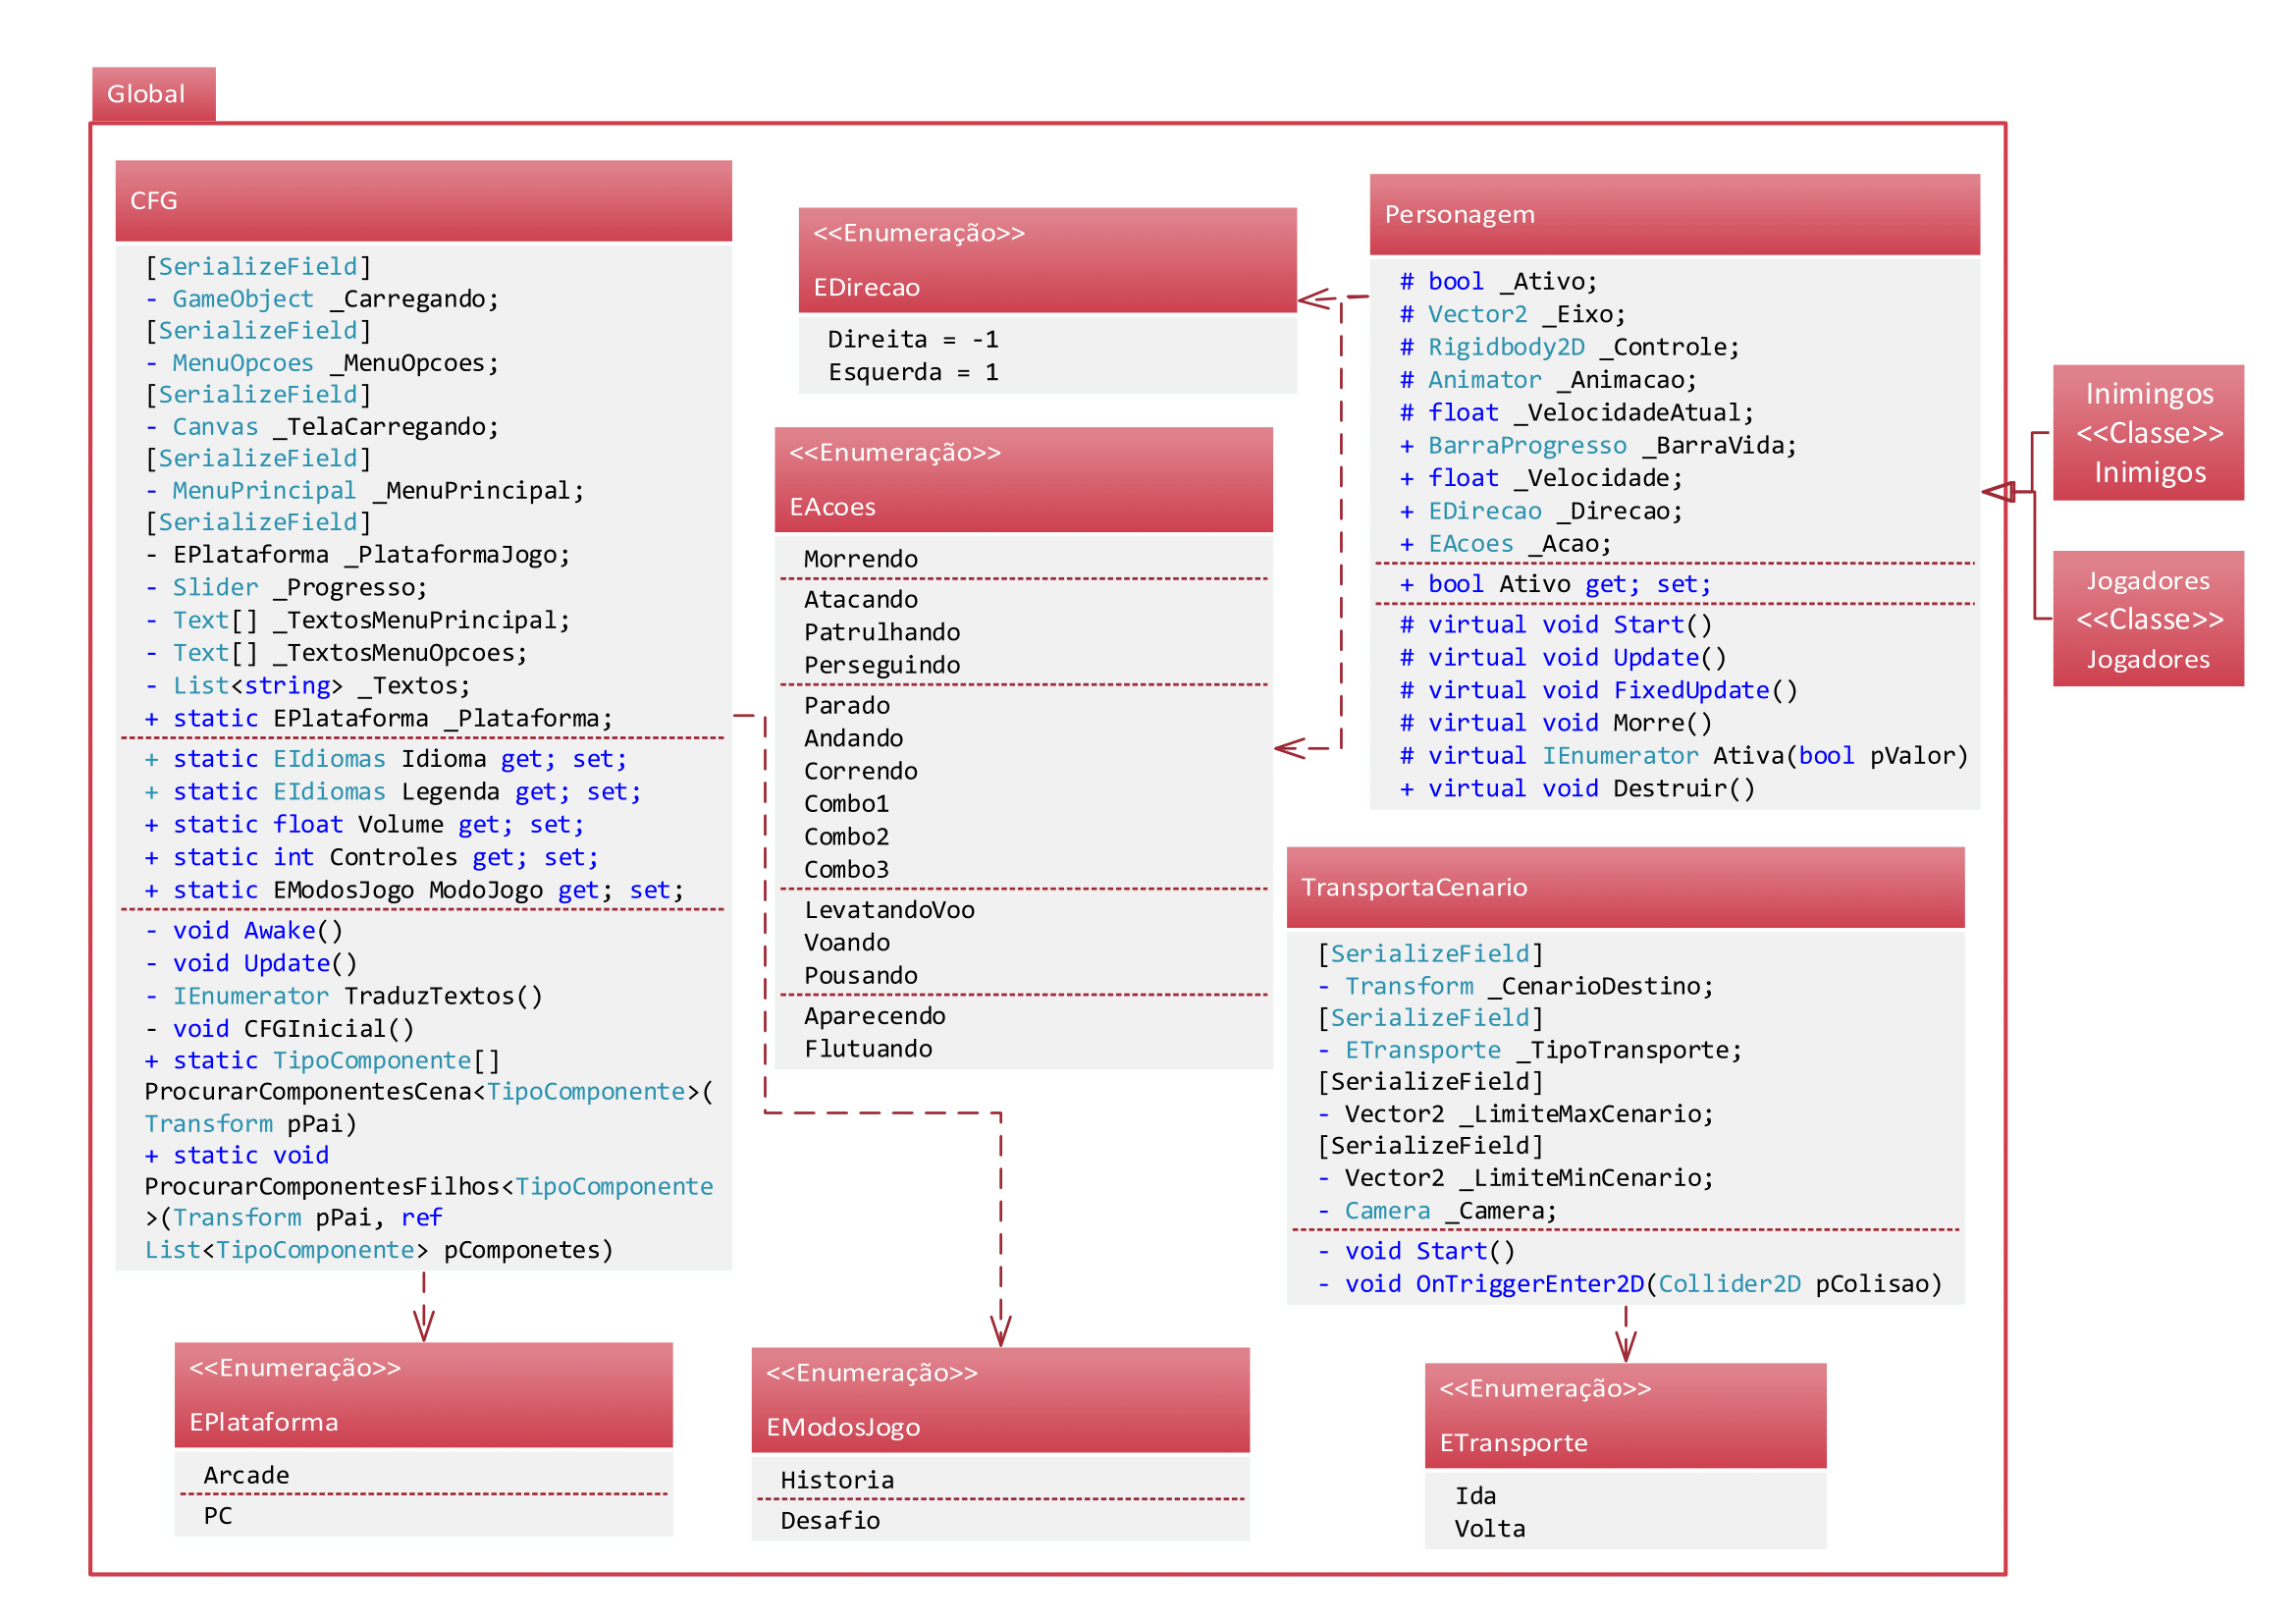 Global
CFG
[SerializeField]
- GameObject _Carregando;
[SerializeField]
- MenuOpcoes _MenuOpcoes;
[SerializeField]
- Canvas _TelaCarregando;
[SerializeField]
- MenuPrincipal _MenuPrincipal;
[SerializeField]
- EPlataforma _PlataformaJogo;
- Slider _Progresso;
- Text[] _TextosMenuPrincipal;
- Text[] _TextosMenuOpcoes;
- List<string> _Textos;
+ static EPlataforma _Plataforma;
+ static EIdiomas Idioma get; set;
+ static EIdiomas Legenda get; set;
+ static float Volume get; set;
+ static int Controles get; set;
+ static EModosJogo ModoJogo get; set;
- void Awake()
- void Update()
- IEnumerator TraduzTextos()
- void CFGInicial()
+ static TipoComponente[]
ProcurarComponentesCena<TipoComponente>(
Transform pPai)
+ static void
ProcurarComponentesFilhos<TipoComponente
>(Transform pPai, ref
List<TipoComponente> pComponetes)
<<Enumeração>>
EDirecao
Direita = -1
Esquerda = 1
<<Enumeração>>
EAcoes
Morrendo
Atacando
Patrulhando
Perseguindo
Parado
Andando
Correndo
Combo1
Combo2
Combo3
LevatandoVoo
Voando
Pousando
Aparecendo
Flutuando
Personagem
# bool _Ativo;
# Vector2 _Eixo;
# Rigidbody2D _Controle;
# Animator _Animacao;
# float _VelocidadeAtual;
+ BarraProgresso _BarraVida;
+ float _Velocidade;
+ EDirecao _Direcao;
+ EAcoes _Acao;
+ bool Ativo get; set;
# virtual void Start()
# virtual void Update()
# virtual void FixedUpdate()
# virtual void Morre()
# virtual IEnumerator Ativa(bool pValor)
+ virtual void Destruir()
Inimingos
<<Classe>>
Inimigos
Jogadores
<<Classe>>
Jogadores
TransportaCenario
[SerializeField]
- Transform _CenarioDestino;
[SerializeField]
- ETransporte _TipoTransporte;
[SerializeField]
- Vector2 _LimiteMaxCenario;
[SerializeField]
- Vector2 _LimiteMinCenario;
- Camera _Camera;
- void Start()
- void OnTriggerEnter2D(Collider2D pColisao)
<<Enumeração>>
EPlataforma
Arcade
PC
<<Enumeração>>
EModosJogo
Historia
Desafio
<<Enumeração>>
ETransporte
Ida
Volta